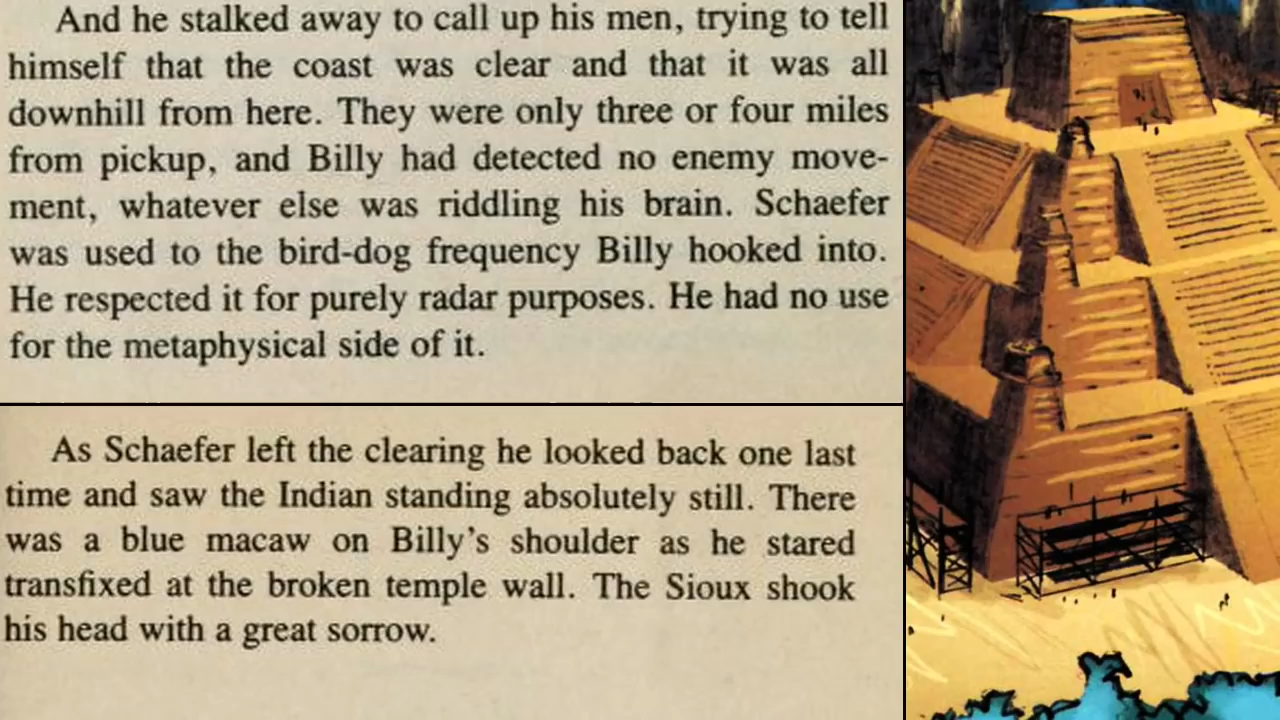 And he stalked away to call up his men, trying to tell
himself that the coast was clear and that it was all
downhill from here. They were only three or four miles
from pickup, and Billy had detected no enemy move-
ment, whatever else was riddling his brain. Schaefer
was used to the bird-dog frequency Billy hooked into.
He respected it for purely radar purposes. He had no use
for the metaphysical side of it.
As Schaefer left the clearing he looked back one last
time and saw the Indian standing absolutely still. There
was a blue macaw on Billy's shoulder as he stared
transfixed at the broken temple wall. The Sioux shook
his head with a great sorrow.